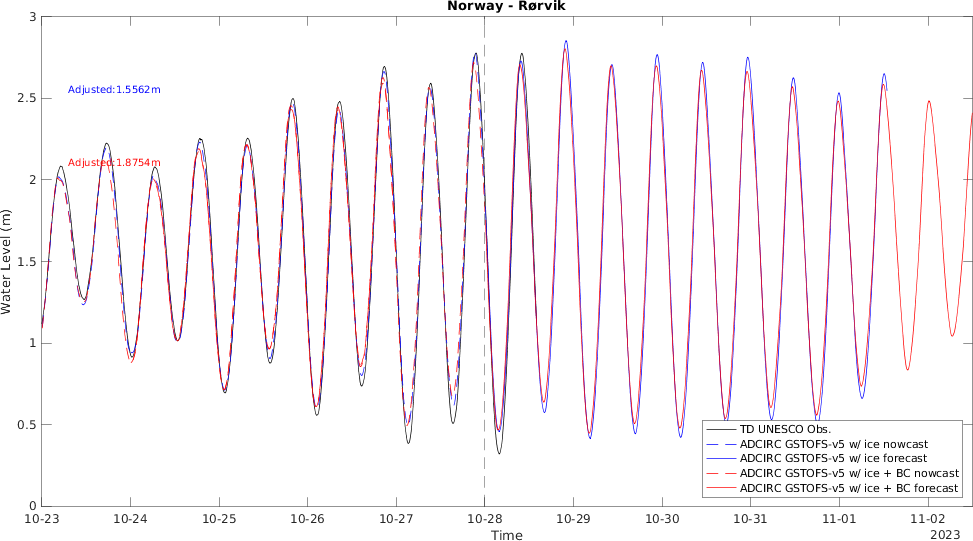 Norway - Rørvik
3
2.5
2
1.5
1
0.5
0
Water Level (m)
Adjusted:1.5562m
Adjusted:1.8754m
TD UNESCO Obs.
ADCIRC GSTOFS-v5 w/ ice nowcast
ADCIRC GSTOFS-v5 w/ ice forecast
ADCIRC GSTOFS-v5 w/ ice + BC nowcast
ADCIRC GSTOFS-v5 w/ ice + BC forecast
10-23 10-24 10-25 10-26 10-27 10-28 10-29 10-30 10-31 11-01 11-02
Time
2023